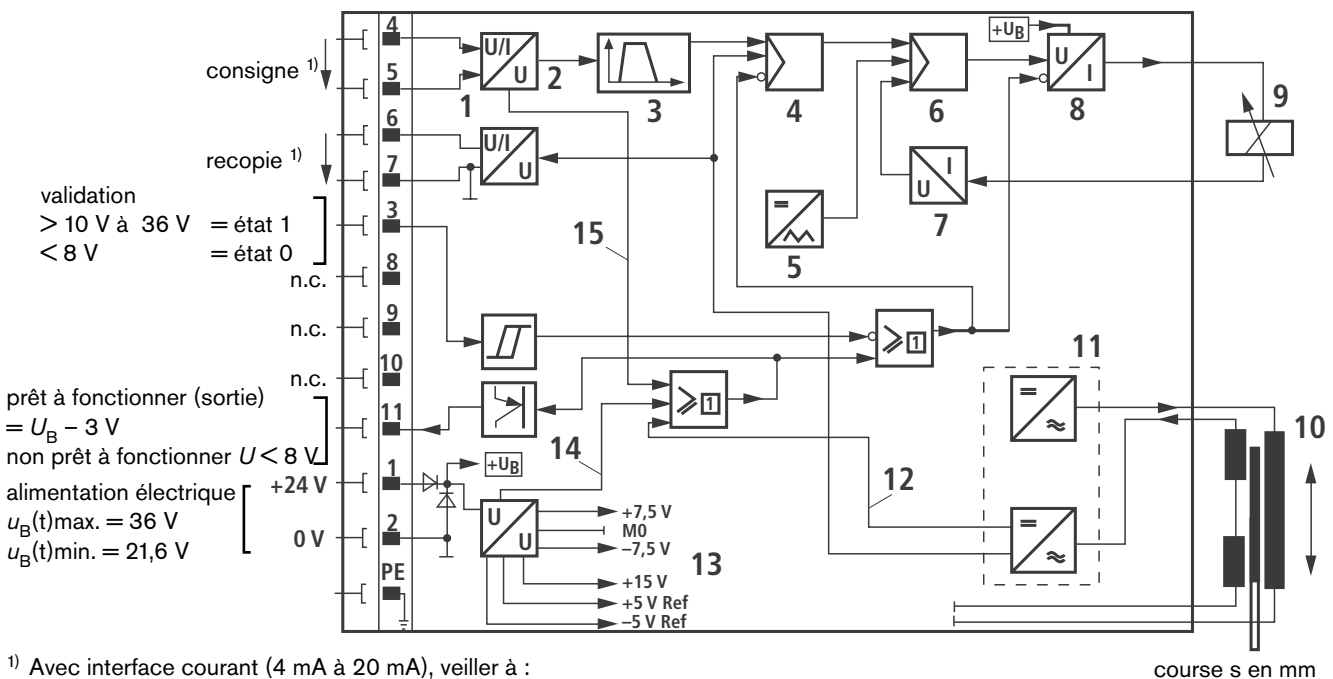 consigne 1)
recopie 1)
validation
> 10 V à 36 V = état 1
< 8 V = état 0
n.c.
n.c.
n.c.
prêt à fonctionner (sortie)
= UB – 3 V
non prêt à fonctionner U < 8 V
alimentation électrique
uB(t)max. = 36 V
uB(t)min. = 21,6 V
+24 V
0 V
4
5
6
7
3
8
9
10
11
1
2
PE
U/I
U
1
2
3
4
6
+UB
U
I
8
9
U/I
U
I
U
7
=
5
15
1
1
11
=
≈
=
≈
10
14
12
+UB
U
U
+7,5 V
M0
–7,5 V
13
+15 V
+5 V Ref
–5 V Ref
1) Avec interface courant (4 mA à 20 mA), veiller à :
course s en mm